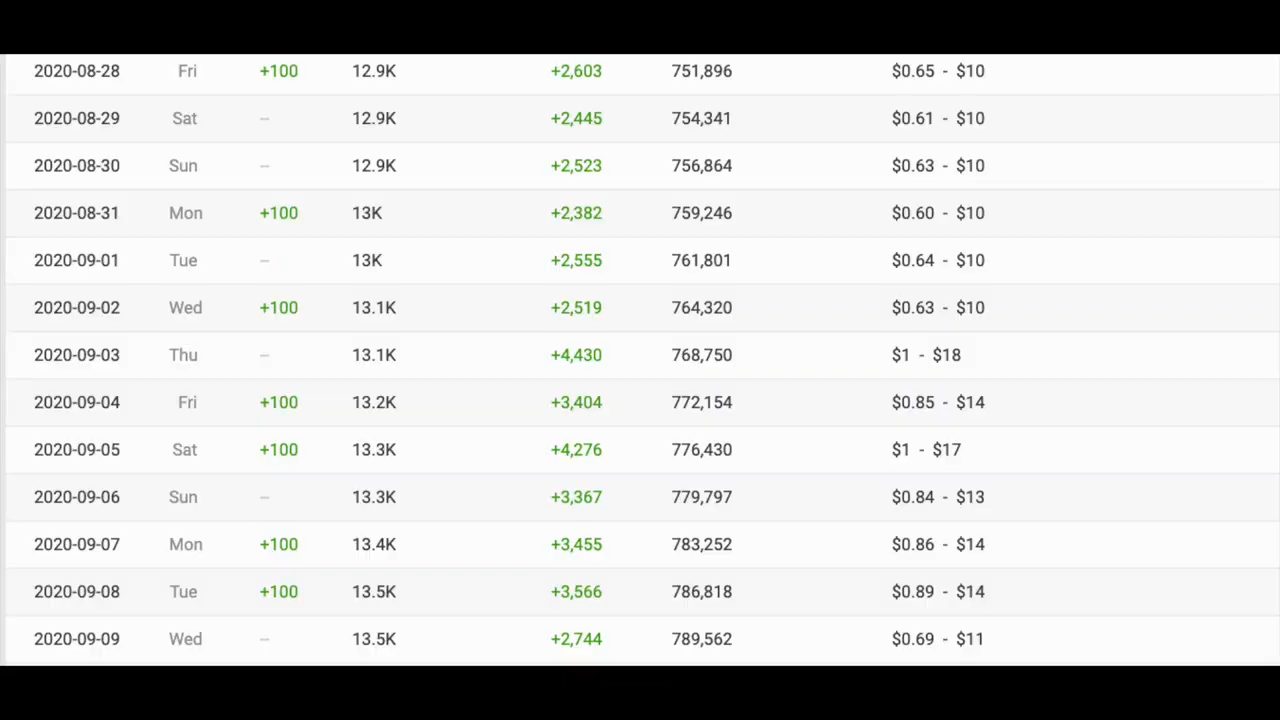 2020-08-28 Fri +100 12.9K +2,603 751,896 $0.65 - $10
2020-08-29 Sat -- 12.9K +2,445 754,341 $0.61 - $10
2020-08-30 Sun -- 12.9K +2,523 756,864 $0.63 - $10
2020-08-31 Mon +100 13K +2,382 759,246 $0.60 - $10
2020-09-01 Tue -- 13K +2,555 761,801 $0.64 - $10
2020-09-02 Wed +100 13.1K +2,519 764,320 $0.63 - $10
2020-09-03 Thu -- 13.1K +4,430 768,750 $1 - $18
2020-09-04 Fri +100 13.2K +3,404 772,154 $0.85 - $14
2020-09-05 Sat +100 13.3K +4,276 776,430 $1 - $17
2020-09-06 Sun -- 13.3K +3,367 779,797 $0.84 - $13
2020-09-07 Mon +100 13.4K +3,455 783,252 $0.86 - $14
2020-09-08 Tue +100 13.5K +3,566 786,818 $0.89 - $14
2020-09-09 Wed -- 13.5K +2,744 789,562 $0.69 - $11